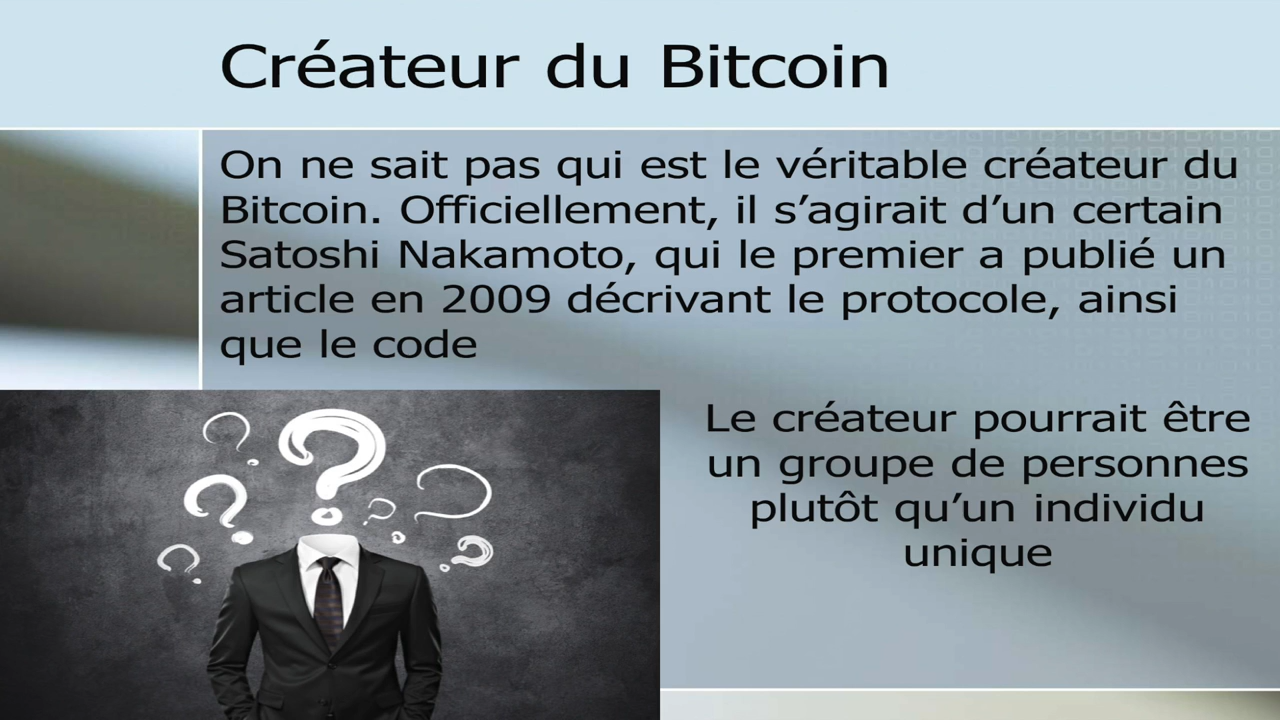 Créateur du Bitcoin
On ne sait pas qui est le véritable créateur du
Bitcoin. Officiellement, il s’agirait d’un certain
Satoshi Nakamoto, qui le premier a publié un
article en 2009 décrivant le protocole, ainsi
que le code
Le créateur pourrait être
un groupe de personnes
plutôt qu’un individu
unique